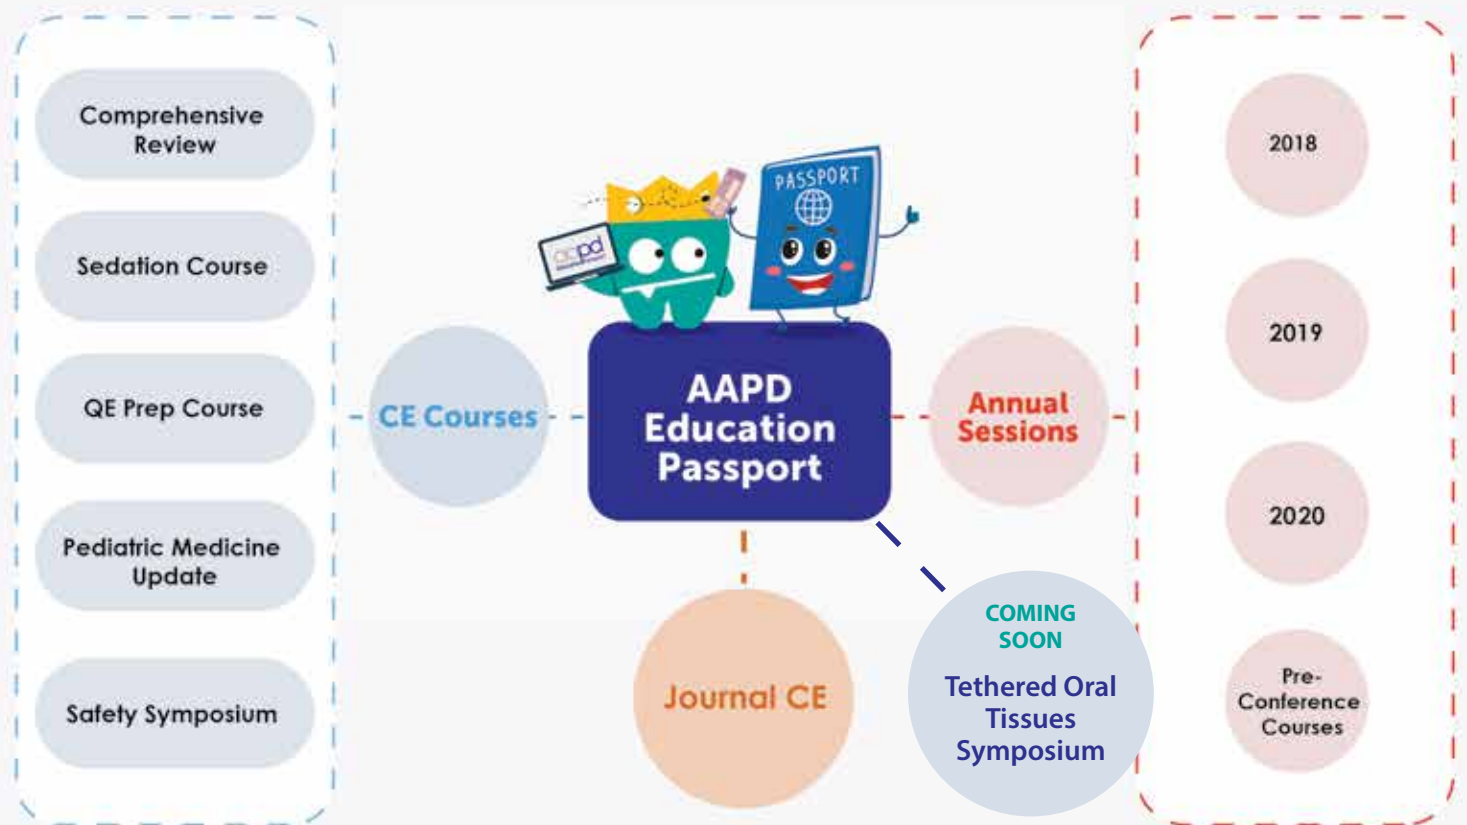 Comprehensive
Review
Sedation Course
QE Prep Course
Pediatric Medicine
Update
Safety Symposium
CE Courses
aapd
PASSPORT
AAPD
Education
Passport
Annual
Sessions
2018
2019
2020
Pre-
Conference
Courses
Journal CE
COMING
SOON
Tethered Oral
Tissues
Symposium